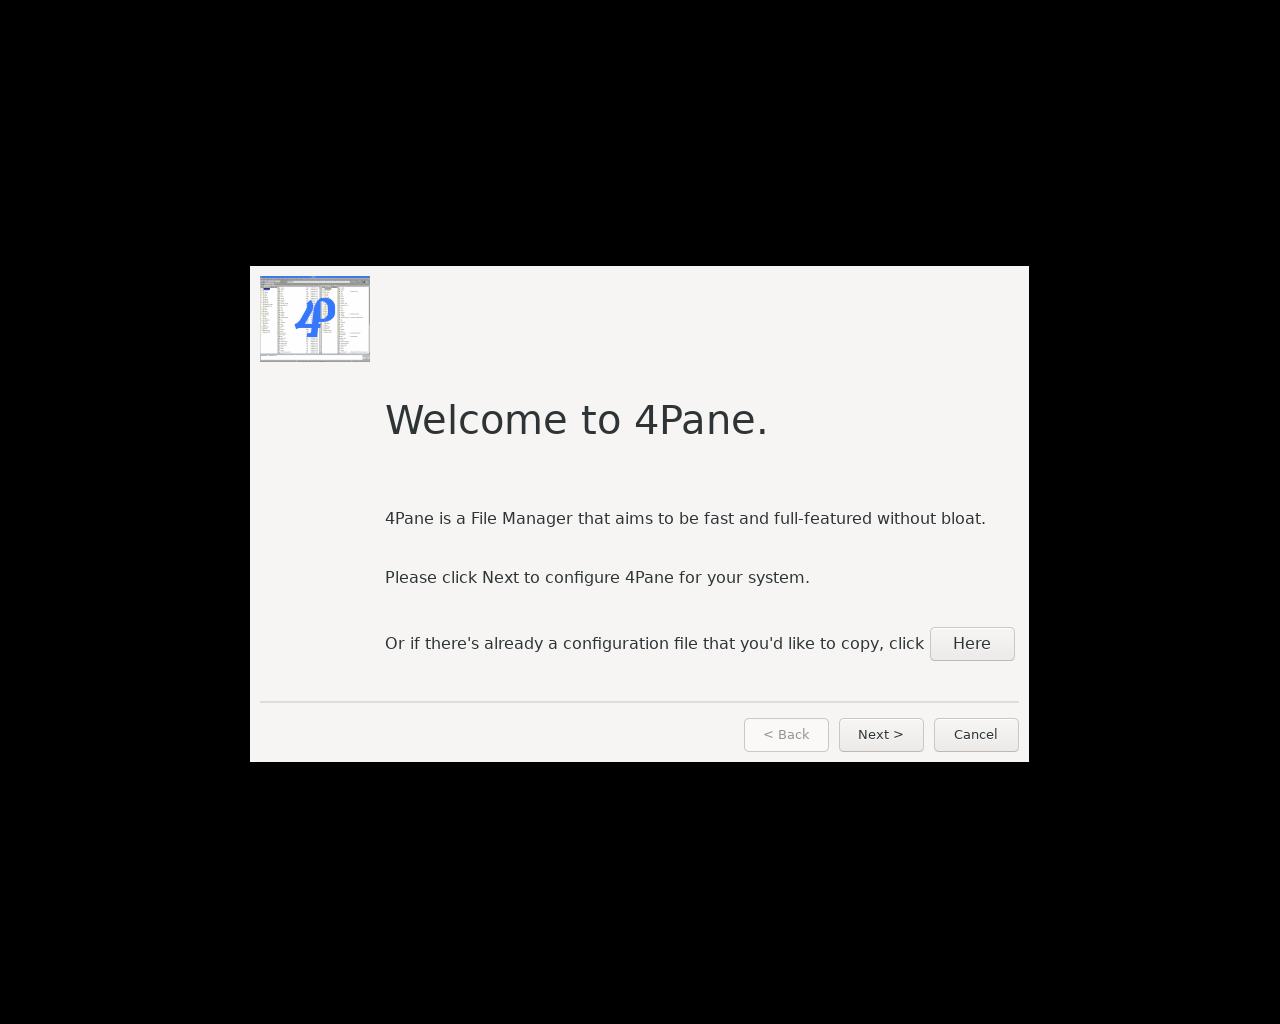 4P
Welcome to 4Pane.
4Pane is a File Manager that aims to be fast and full-featured without bloat.
Please click Next to configure 4Pane for your system.
Or if there's already a configuration file that you'd like to copy, click Here
< Back Next > Cancel